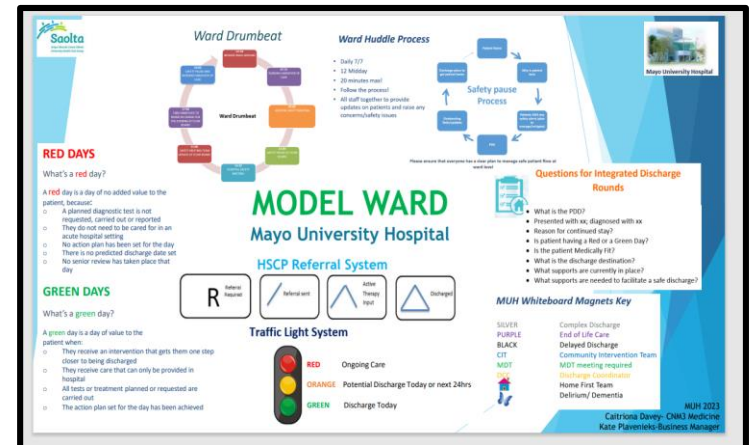 Saolta
Ward Drumbeat
Ward Drumbeat
Ward Huddle Process
• Daily 7/7
• 12 Midday
• 20 minutes max!
• Follow the process!
• All staff together to provide
updates on patients and raise any
concerns/safety issues
Safety pause
Process
Please ensure that everyone has a clear plan to manage safe patient flow at
ward level
Mayo University Hospital
RED DAYS
What's a red day?
A red day is a day of no added value to the
patient, because:
o A planned diagnostic test is not
requested, carried out or reported
o They do not need to be cared for in an
acute hospital setting
o No action plan has been set for the day
o There is no predicted discharge date set
o No senior review has taken place that
day
GREEN DAYS
What's a green day?
A green day is a day of value to the
patient when:
o They receive an intervention that gets them one step
closer to being discharged
o They receive care that can only be provided in
hospital
o All tests or treatment planned or requested are
carried out
o The action plan set for the day has been achieved
MODEL WARD
Mayo University Hospital
HSCP Referral System
R Referral
Required
Referral sent
Active
Therapy
Input
Discharged
Traffic Light System
RED Ongoing Care
ORANGE Potential Discharge Today or next 24hrs
GREEN Discharge Today
Questions for Integrated Discharge
Rounds
• What is the PDD?
• Presented with xx; diagnosed with xx
• Reason for continued stay?
• Is patient having a Red or a Green Day?
• Is the patient Medically Fit?
• What is the discharge destination?
• What supports are currently in place?
• What supports are needed to facilitate a safe discharge?
MUH Whiteboard Magnets Key
SILVER Complex Discharge
PURPLE End of Life Care
BLACK Delayed Discharge
CIT Community Intervention Team
MDT MDT meeting required
Discharge Coordinator
Home First Team
Delirium/ Dementia
MUH 2023
Caitriona Davey- CNM3 Medicine
Kate Plavenieks-Business Manager